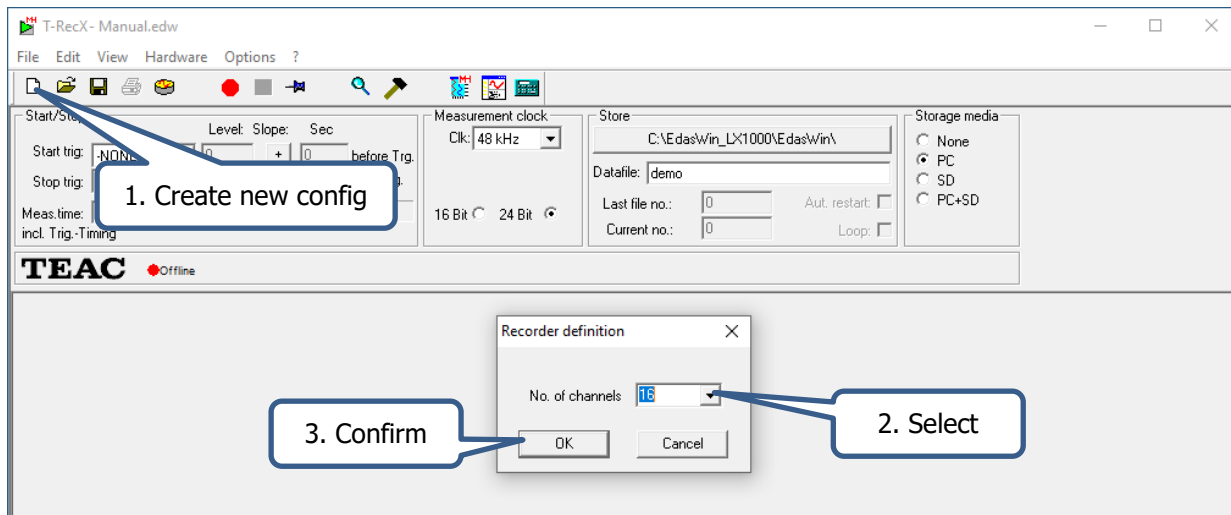 T-RecX - Manual.edw
File Edit View Hardware Options ?
Start/Sto
Level: Slope: Sec
Start trig: -NON 0 + 0 before Trg.
Stop trig:
Meas.time:
incl. Trig.-Timing
1. Create new config
Measurement clock
Clk: 48 kHz
16 Bit 24 Bit
Store
C:\EdasWin_LX1000\EdasWin\
Datafile: demo
Last file no.: 0 Aut. restart:
Current no.: 0 Loop:
Storage media
None
PC
SD
PC+SD
TEAC Offline
Recorder definition
No. of channels 16
OK Cancel
2. Select
3. Confirm